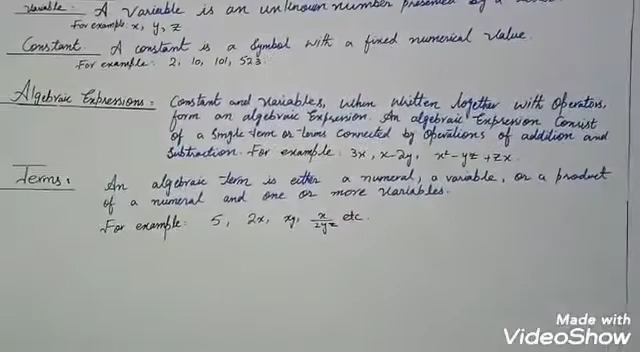 Variable : A Variable is an unknown number presented by a
For example: x, y, z
Constant. A constant is a Symbol with a fixed numerical Value.
For example: 2, 10, 101, 523.
Algebraic Expressions: Constant and variables, when written together with Operators,
form an algebraic Expression. An algebraic Expression Consist
of a Single term or terms connected by Operations of addition and
Subtraction. For example: 3x, x-2y, x²-yz+zx.
Terms: An algebraic term is either a numeral, a variable, or a product
of a numeral and one or more variables.
For example: 5, 2x, xy, x/2yz etc.
Made with
VideoShow